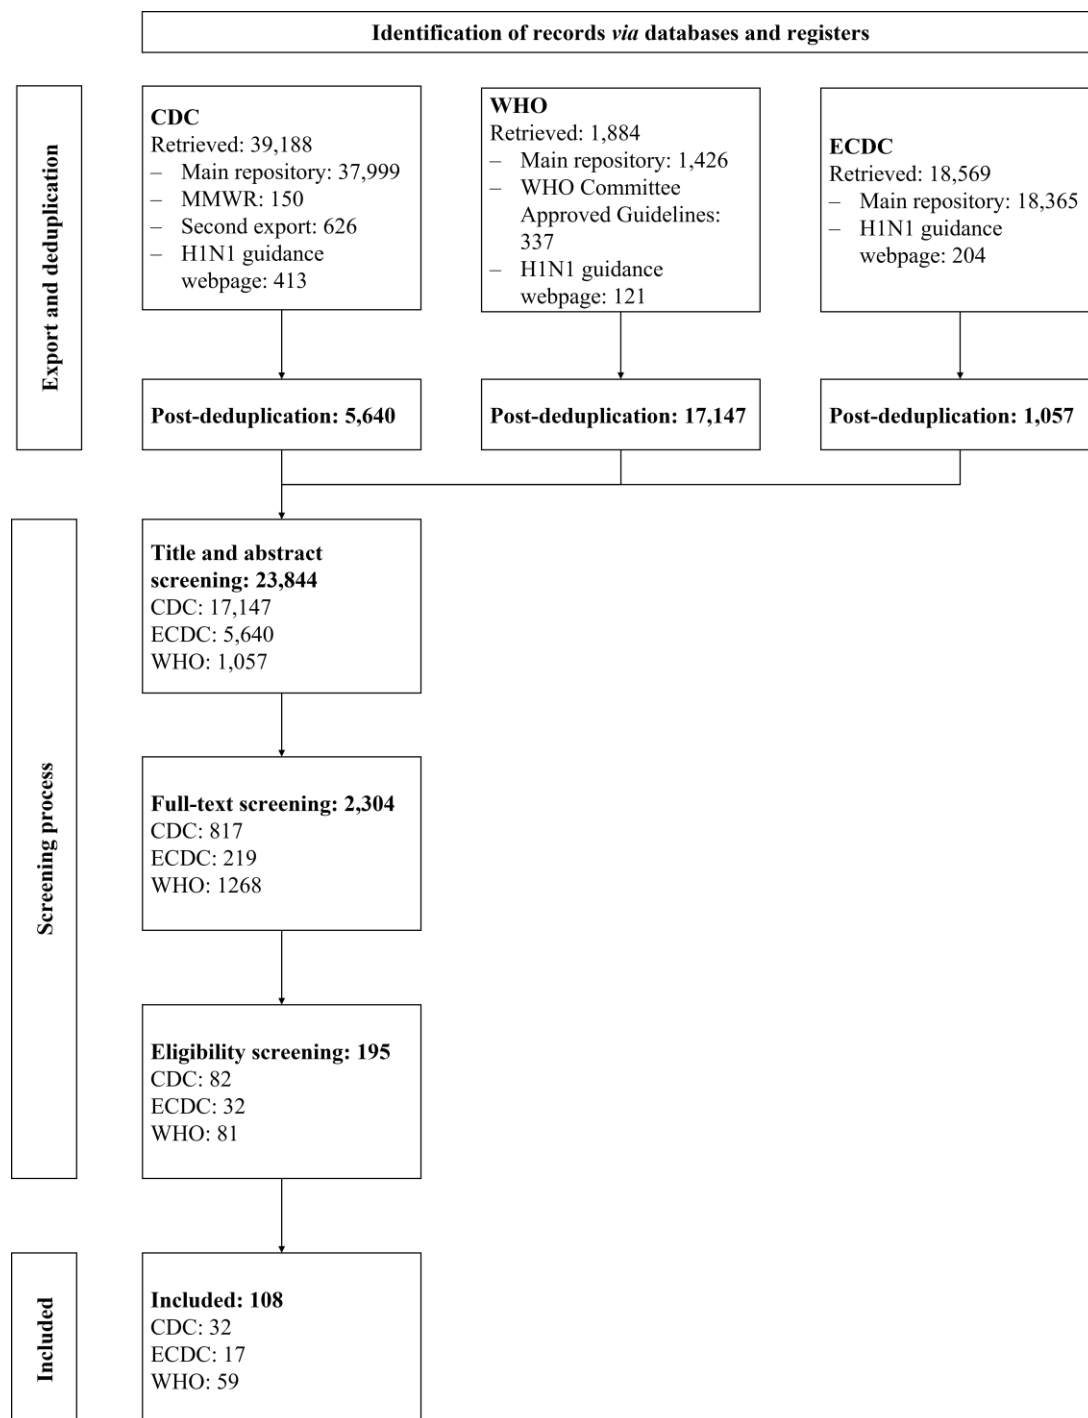 Identification of records via databases and registers
Export and deduplication
CDC
Retrieved: 39,188
– Main repository: 37,999
– MMWR: 150
– Second export: 626
– H1N1 guidance
webpage: 413
WHO
Retrieved: 1,884
– Main repository: 1,426
– WHO Committee
Approved Guidelines:
337
– H1N1 guidance
webpage: 121
ECDC
Retrieved: 18,569
– Main repository: 18,365
– H1N1 guidance
webpage: 204
Post-deduplication: 5,640
Post-deduplication: 17,147
Post-deduplication: 1,057
Screening process
Title and abstract
screening: 23,844
CDC: 17,147
ECDC: 5,640
WHO: 1,057
Full-text screening: 2,304
CDC: 817
ECDC: 219
WHO: 1268
Eligibility screening: 195
CDC: 82
ECDC: 32
WHO: 81
Included
Included: 108
CDC: 32
ECDC: 17
WHO: 59